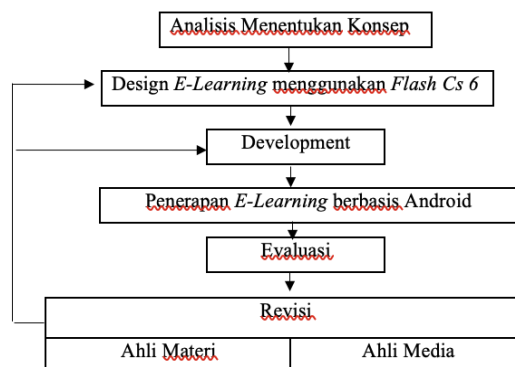 Analisis Menentukan Konsep
Design E-Learning menggunakan Flash Cs 6
Development
Penerapan E-Learning berbasis Android
Evaluasi
Revisi
Ahli Materi
Ahli Media